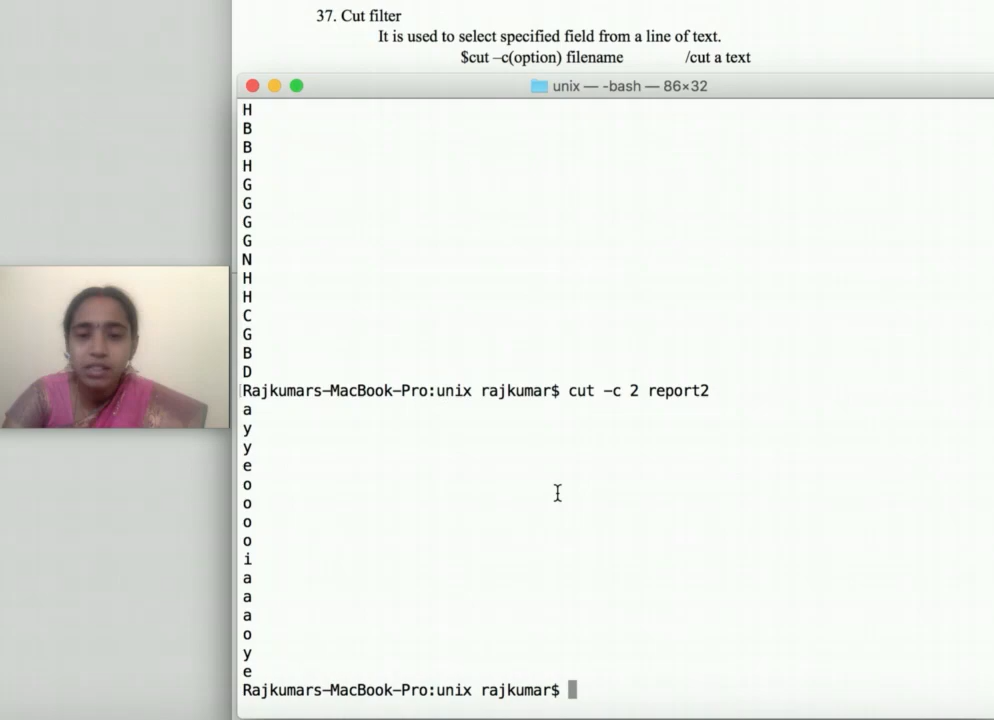 37. Cut filter
It is used to select specified field from a line of text.
$cut –c(option) filename /cut a text
unix — -bash — 86×32
H
B
B
H
G
G
G
G
N
H
H
C
G
B
D
Rajkumars-MacBook-Pro:unix rajkumar$ cut -c 2 report2
a
y
y
e
o
o
o
o
i
a
a
a
o
y
e
Rajkumars-MacBook-Pro:unix rajkumar$